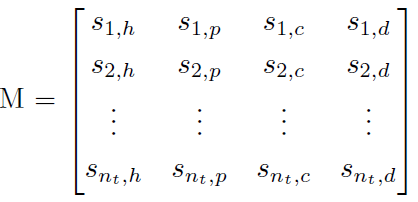 s_{1,h} s_{1,p} s_{1,c} s_{1,d}
s_{2,h} s_{2,p} s_{2,c} s_{2,d}
M = ⋮ ⋮ ⋮ ⋮
s_{n_t,h} s_{n_t,p} s_{n_t,c} s_{n_t,d}